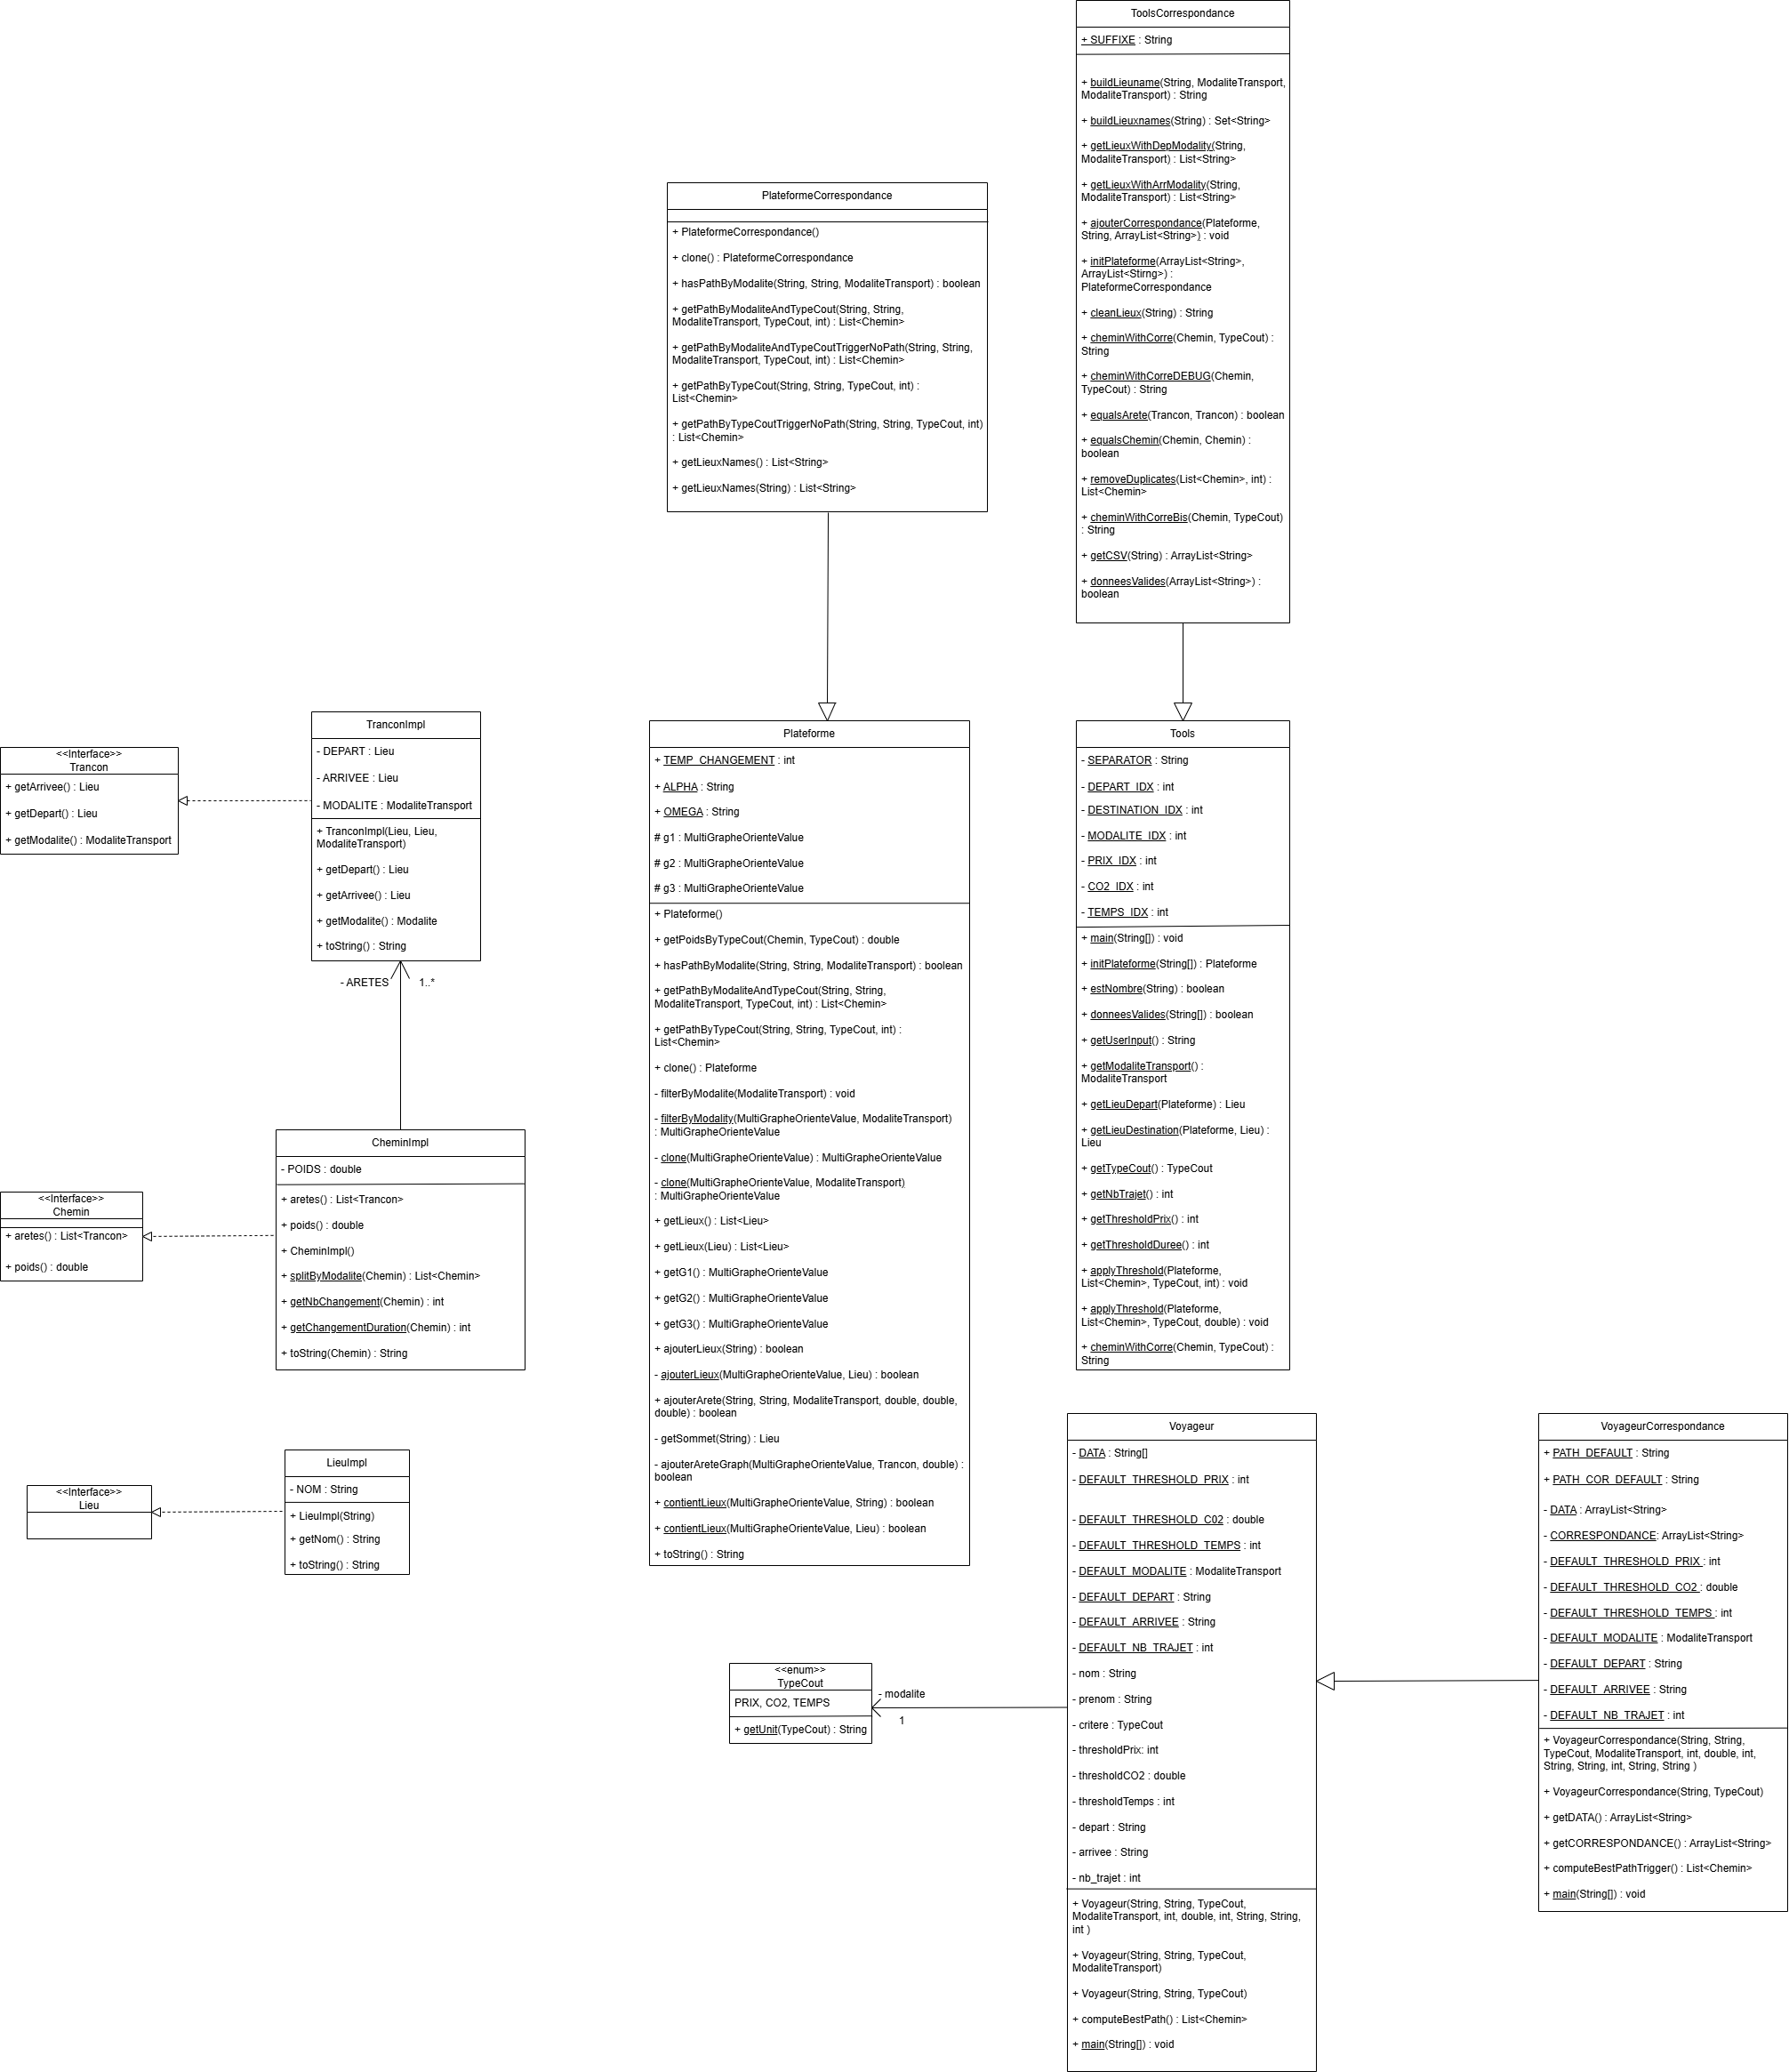 ToolsCorrespondance
+ SUFFIXE : String
+ buildLieuname(String, ModaliteTransport,
ModaliteTransport) : String
+ buildLieuxnames(String) : Set<String>
+ getLieuxWithDepModality(String,
ModaliteTransport) : List<String>
+ getLieuxWithArrModality(String,
ModaliteTransport) : List<String>
+ ajouterCorrespondance(Plateforme,
String, ArrayList<String>) : void
+ initPlateforme(ArrayList<String>,
ArrayList<Stirng>) :
PlateformeCorrespondance
+ cleanLieux(String) : String
+ cheminWithCorre(Chemin, TypeCout) :
String
+ cheminWithCorreDEBUG(Chemin,
TypeCout) : String
+ equalsArete(Trancon, Trancon) : boolean
+ equalsChemin(Chemin, Chemin) :
boolean
+ removeDuplicates(List<Chemin>, int) :
List<Chemin>
+ cheminWithCorreBis(Chemin, TypeCout)
: String
+ getCSV(String) : ArrayList<String>
+ donneesValides(ArrayList<String>) :
boolean
PlateformeCorrespondance
+ PlateformeCorrespondance()
+ clone() : PlateformeCorrespondance
+ hasPathByModalite(String, String, ModaliteTransport) : boolean
+ getPathByModaliteAndTypeCout(String, String,
ModaliteTransport, TypeCout, int) : List<Chemin>
+ getPathByModaliteAndTypeCoutTriggerNoPath(String, String,
ModaliteTransport, TypeCout, int) : List<Chemin>
+ getPathByTypeCout(String, String, TypeCout, int) :
List<Chemin>
+ getPathByTypeCoutTriggerNoPath(String, String, TypeCout, int)
: List<Chemin>
+ getLieuxNames() : List<String>
+ getLieuxNames(String) : List<String>
<<Interface>>
Trancon
+ getArrivee() : Lieu
+ getDepart() : Lieu
+ getModalite() : ModaliteTransport
TranconImpl
- DEPART : Lieu
- ARRIVEE : Lieu
- MODALITE : ModaliteTransport
+ TranconImpl(Lieu, Lieu,
ModaliteTransport)
+ getDepart() : Lieu
+ getArrivee() : Lieu
+ getModalite() : Modalite
+ toString() : String
- ARETES
1..*
<<Interface>>
Chemin
+ aretes() : List<Trancon>
+ poids() : double
CheminImpl
- POIDS : double
+ aretes() : List<Trancon>
+ poids() : double
+ CheminImpl()
+ splitByModalite(Chemin) : List<Chemin>
+ getNbChangement(Chemin) : int
+ getChangementDuration(Chemin) : int
+ toString(Chemin) : String
<<Interface>>
Lieu
LieuImpl
- NOM : String
+ LieuImpl(String)
+ getNom() : String
+ toString() : String
Plateforme
+ TEMP_CHANGEMENT : int
+ ALPHA : String
+ OMEGA : String
# g1 : MultiGrapheOrienteValue
# g2 : MultiGrapheOrienteValue
# g3 : MultiGrapheOrienteValue
+ Plateforme()
+ getPoidsByTypeCout(Chemin, TypeCout) : double
+ hasPathByModalite(String, String, ModaliteTransport) : boolean
+ getPathByModaliteAndTypeCout(String, String,
ModaliteTransport, TypeCout, int) : List<Chemin>
+ getPathByTypeCout(String, String, TypeCout, int) :
List<Chemin>
+ clone() : Plateforme
- filterByModalite(ModaliteTransport) : void
- filterByModality(MultiGrapheOrienteValue, ModaliteTransport)
: MultiGrapheOrienteValue
- clone(MultiGrapheOrienteValue) : MultiGrapheOrienteValue
- clone(MultiGrapheOrienteValue, ModaliteTransport)
: MultiGrapheOrienteValue
+ getLieux() : List<Lieu>
+ getLieux(Lieu) : List<Lieu>
+ getG1() : MultiGrapheOrienteValue
+ getG2() : MultiGrapheOrienteValue
+ getG3() : MultiGrapheOrienteValue
+ ajouterLieux(String) : boolean
- ajouterLieux(MultiGrapheOrienteValue, Lieu) : boolean
+ ajouterArete(String, String, ModaliteTransport, double, double,
double) : boolean
- getSommet(String) : Lieu
- ajouterAreteGraph(MultiGrapheOrienteValue, Trancon, double) :
boolean
+ contientLieux(MultiGrapheOrienteValue, String) : boolean
+ contientLieux(MultiGrapheOrienteValue, Lieu) : boolean
+ toString() : String
Tools
- SEPARATOR : String
- DEPART_IDX : int
- DESTINATION_IDX : int
- MODALITE_IDX : int
- PRIX_IDX : int
- CO2_IDX : int
- TEMPS_IDX : int
+ main(String[]) : void
+ initPlateforme(String[]) : Plateforme
+ estNombre(String) : boolean
+ donneesValides(String[]) : boolean
+ getUserInput() : String
+ getModaliteTransport() :
ModaliteTransport
+ getLieuDepart(Plateforme) : Lieu
+ getLieuDestination(Plateforme, Lieu) :
Lieu
+ getTypeCout() : TypeCout
+ getNbTrajet() : int
+ getThresholdPrix() : int
+ getThresholdDuree() : int
+ applyThreshold(Plateforme,
List<Chemin>, TypeCout, int) : void
+ applyThreshold(Plateforme,
List<Chemin>, TypeCout, double) : void
+ cheminWithCorre(Chemin, TypeCout) :
String
<<enum>>
TypeCout
PRIX, CO2, TEMPS
+ getUnit(TypeCout) : String
- modalite
1
Voyageur
- DATA : String[]
- DEFAULT_THRESHOLD_PRIX : int
- DEFAULT_THRESHOLD_C02 : double
- DEFAULT_THRESHOLD_TEMPS : int
- DEFAULT_MODALITE : ModaliteTransport
- DEFAULT_DEPART : String
- DEFAULT_ARRIVEE : String
- DEFAULT_NB_TRAJET : int
- nom : String
- prenom : String
- critere : TypeCout
- thresholdPrix: int
- thresholdCO2 : double
- thresholdTemps : int
- depart : String
- arrivee : String
- nb_trajet : int
+ Voyageur(String, String, TypeCout,
ModaliteTransport, int, double, int, String, String,
int )
+ Voyageur(String, String, TypeCout,
ModaliteTransport)
+ Voyageur(String, String, TypeCout)
+ computeBestPath() : List<Chemin>
+ main(String[]) : void
VoyageurCorrespondance
+ PATH_DEFAULT : String
+ PATH_COR_DEFAULT : String
- DATA : ArrayList<String>
- CORRESPONDANCE: ArrayList<String>
- DEFAULT_THRESHOLD_PRIX : int
- DEFAULT_THRESHOLD_CO2 : double
- DEFAULT_THRESHOLD_TEMPS : int
- DEFAULT_MODALITE : ModaliteTransport
- DEFAULT_DEPART : String
- DEFAULT_ARRIVEE : String
- DEFAULT_NB_TRAJET : int
+ VoyageurCorrespondance(String, String,
TypeCout, ModaliteTransport, int, double, int,
String, String, int, String, String )
+ VoyageurCorrespondance(String, TypeCout)
+ getDATA() : ArrayList<String>
+ getCORRESPONDANCE() : ArrayList<String>
+ computeBestPathTrigger() : List<Chemin>
+ main(String[]) : void